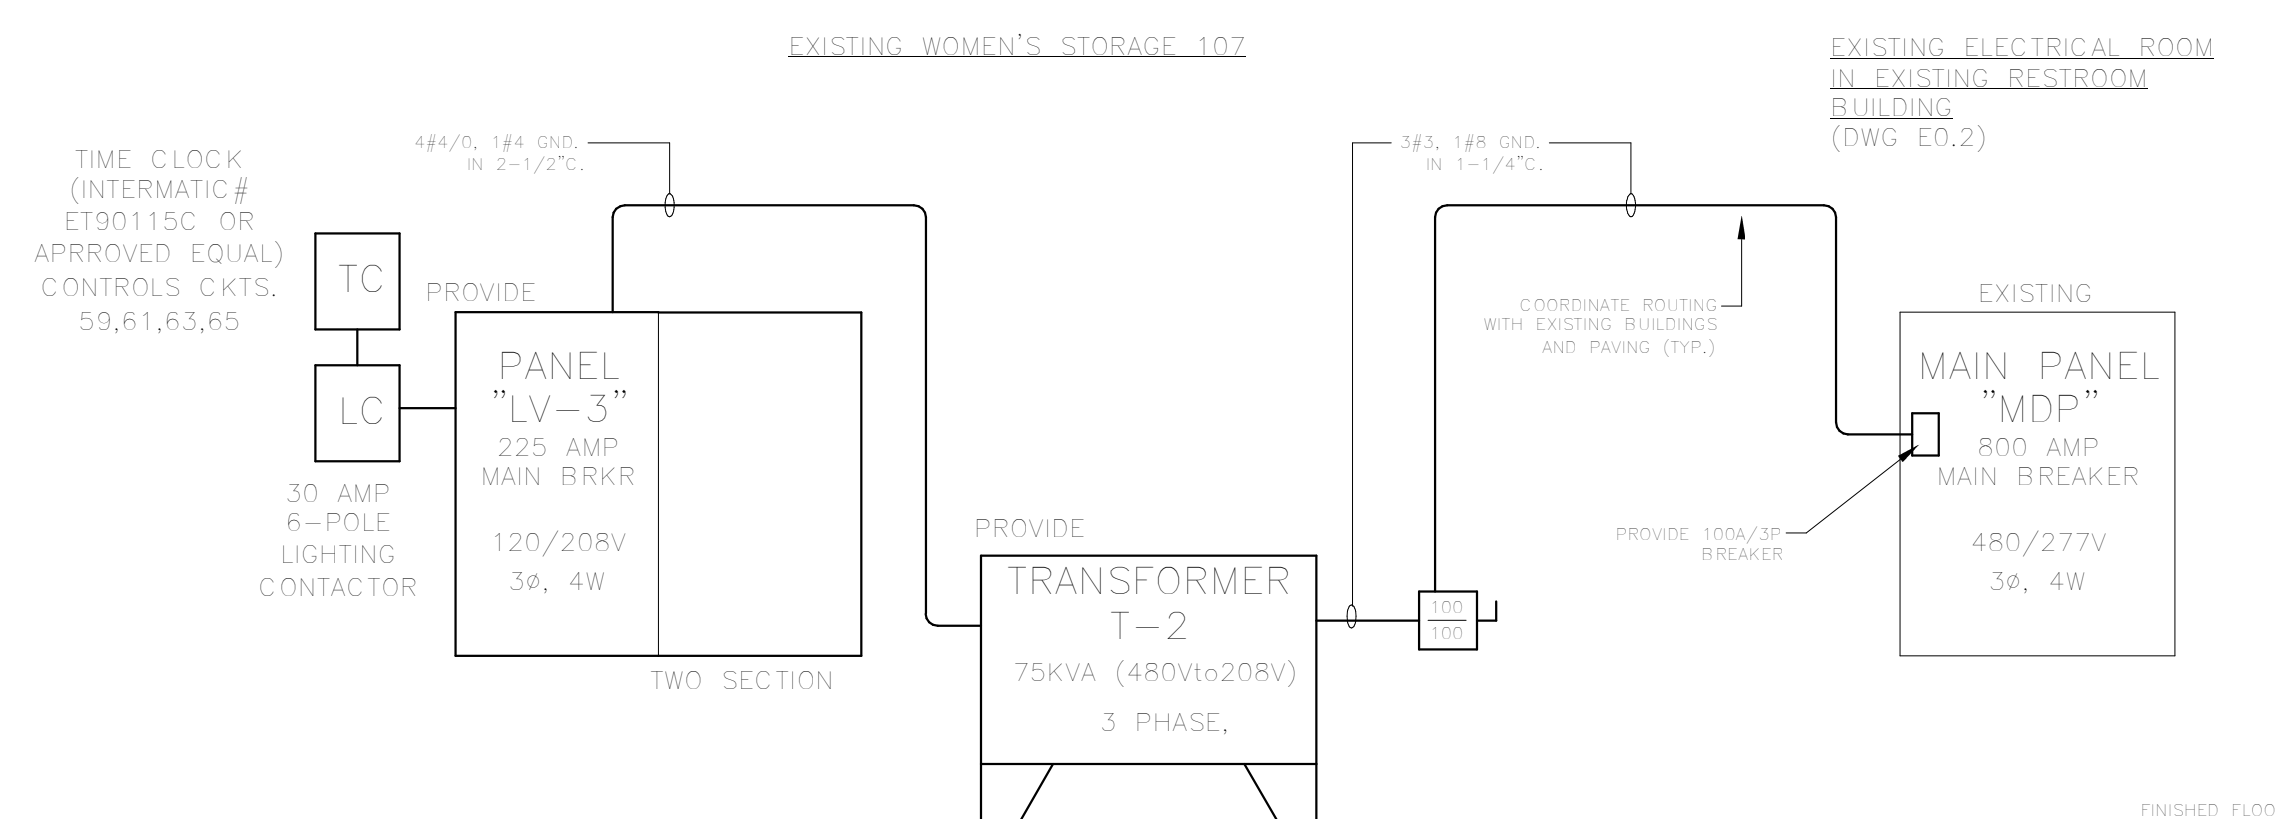 EXISTING WOMEN'S STORAGE 107
EXISTING ELECTRICAL ROOM
IN EXISTING RESTROOM
BUILDING
(DWG E0.2)
TIME CLOCK
(INTERMATIC#
ET90115C OR
APRROVED EQUAL)
CONTROLS CKTS.
59,61,63,65
4#4/0, 1#4 GND.
IN 2-1/2"C.
3#3, 1#8 GND.
IN 1-1/4"C.
TC
LC
30 AMP
6-POLE
LIGHTING
CONTACTOR
PROVIDE
PANEL
"LV-3"
225 AMP
MAIN BRKR
120/208V
3ø, 4W
TWO SECTION
PROVIDE
TRANSFORMER
T-2
75KVA (480Vto208V)
3 PHASE,
100
100
COORDINATE ROUTING
WITH EXISTING BUILDINGS
AND PAVING (TYP.)
PROVIDE 100A/3P
BREAKER
EXISTING
MAIN PANEL
"MDP"
800 AMP
MAIN BREAKER
480/277V
3ø, 4W
FINISHED FLOO